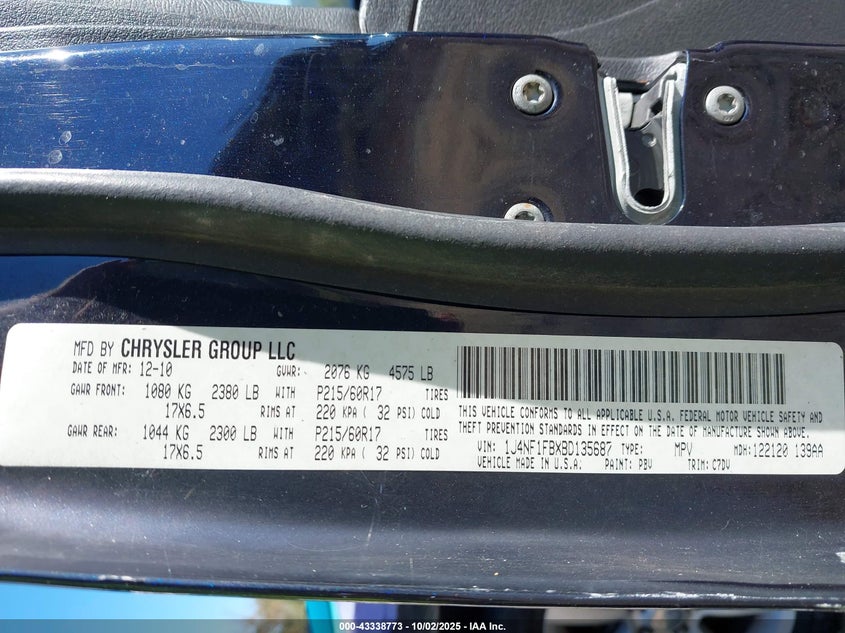 MFD BY CHRYSLER GROUP LLC
DATE OF MFR: 12-10 GVWR: 2076 KG 4575 LB
GAWR FRONT: 1080 KG 2380 LB WITH P215/60R17 TIRES
17X6.5 RIMS AT 220 KPA ( 32 PSI) COLD
GAWR REAR: 1044 KG 2300 LB WITH P215/60R17 TIRES
17X6.5 RIMS AT 220 KPA ( 32 PSI) COLD
THIS VEHICLE CONFORMS TO ALL APPLICABLE U.S.A. FEDERAL MOTOR VEHICLE SAFETY AND
THEFT PREVENTION STANDARDS IN EFFECT ON THE DATE OF MANUFACTURE SHOWN ABOVE.
VIN: 1J4NF1FBXBD135687 TYPE: MPV MDH:122120 139AA
VEHICLE MADE IN U.S.A. PAINT: PBV TRIM: C7DV
000-43338773 - 10/02/2025 - IAA Inc.